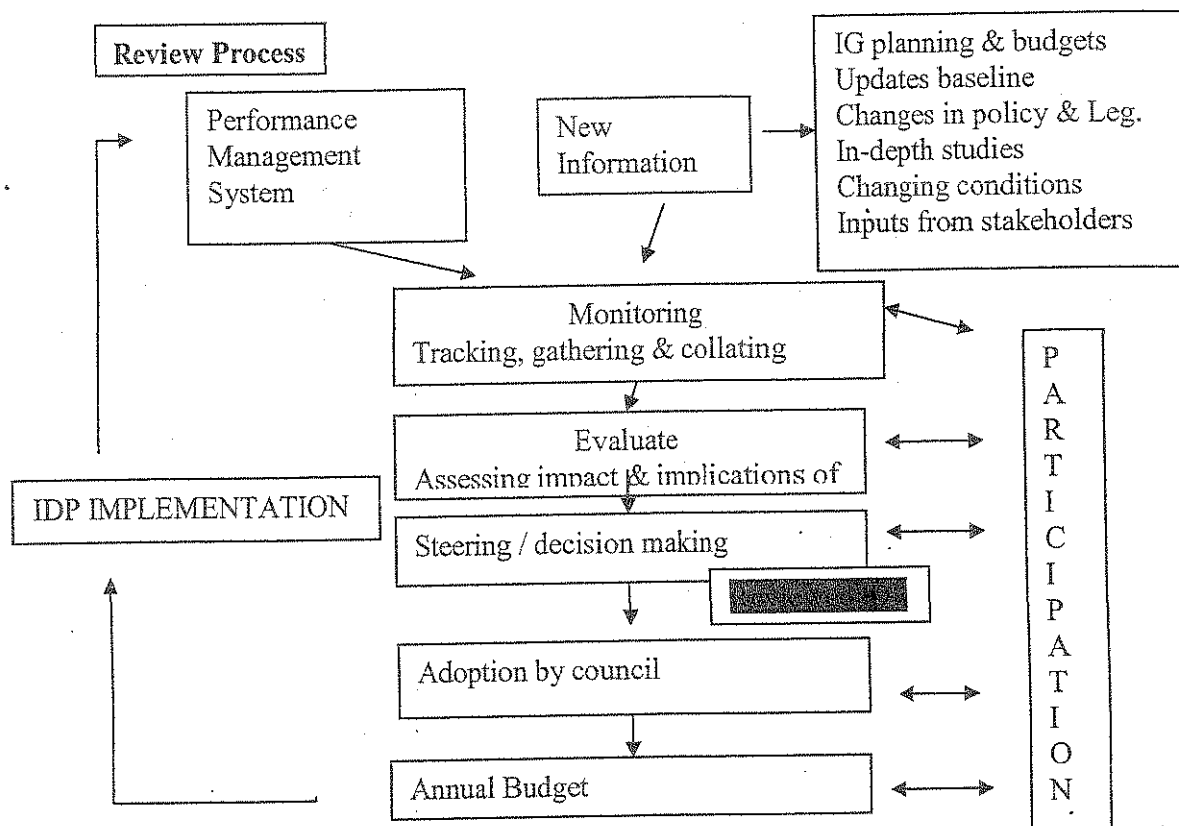 Review Process
Performance
Management
System
New
Information
IG planning & budgets
Updates baseline
Changes in policy & Leg.
In-depth studies
Changing conditions
Inputs from stakeholders
Monitoring
Tracking, gathering & collating
Evaluate
Assessing impact & implications of
IDP IMPLEMENTATION
Steering / decision making
Adoption by council
Annual Budget
P
A
R
T
I
C
I
P
A
T
I
O
N